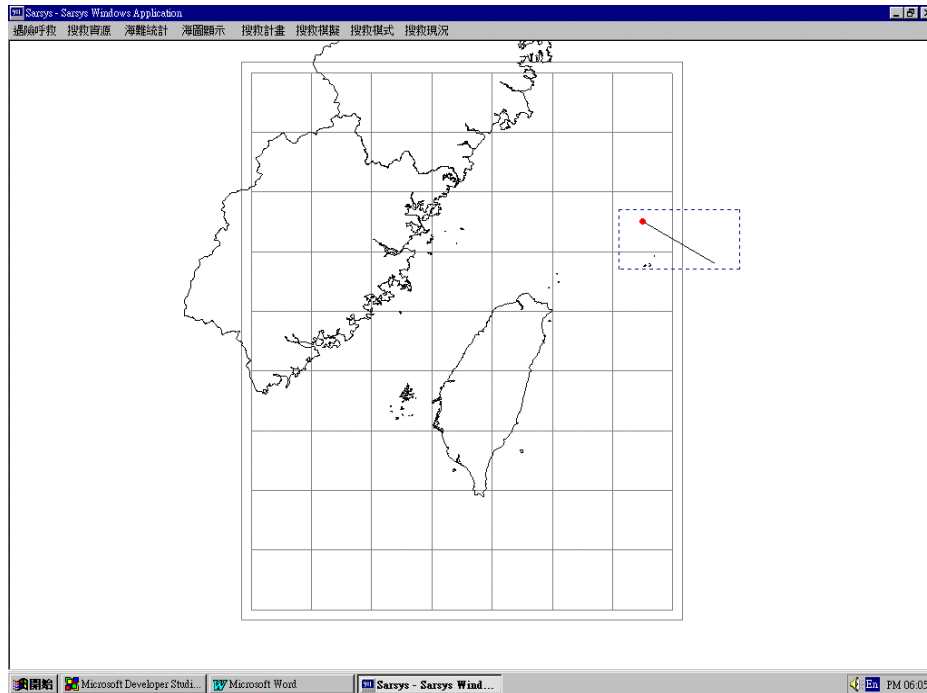 Sarsys - Sarsys Windows Application
遇險呼救 搜救資源 海難統計 海圖顯示 搜救計畫 搜救模擬 搜救模式 搜救現況
開始 Microsoft Developer Studi... Microsoft Word Sarsys - Sarsys Wind... En PM 06:05